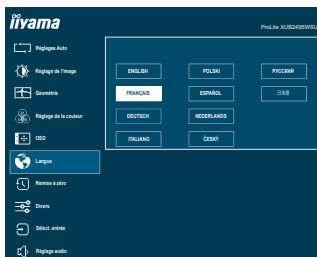 iiyama
ProLite XUB2495WSU
Réglages Auto
Réglage de l'image
Géométrie
Réglage de la couleur
OSD
Langue
Remise à zéro
Divers
Sélect. entrée
Réglage audio
ENGLISH
POLSKI
РУССКИЙ
FRANÇAIS
ESPAÑOL
日本語
DEUTSCH
NEDERLANDS
ITALIANO
ČESKÝ